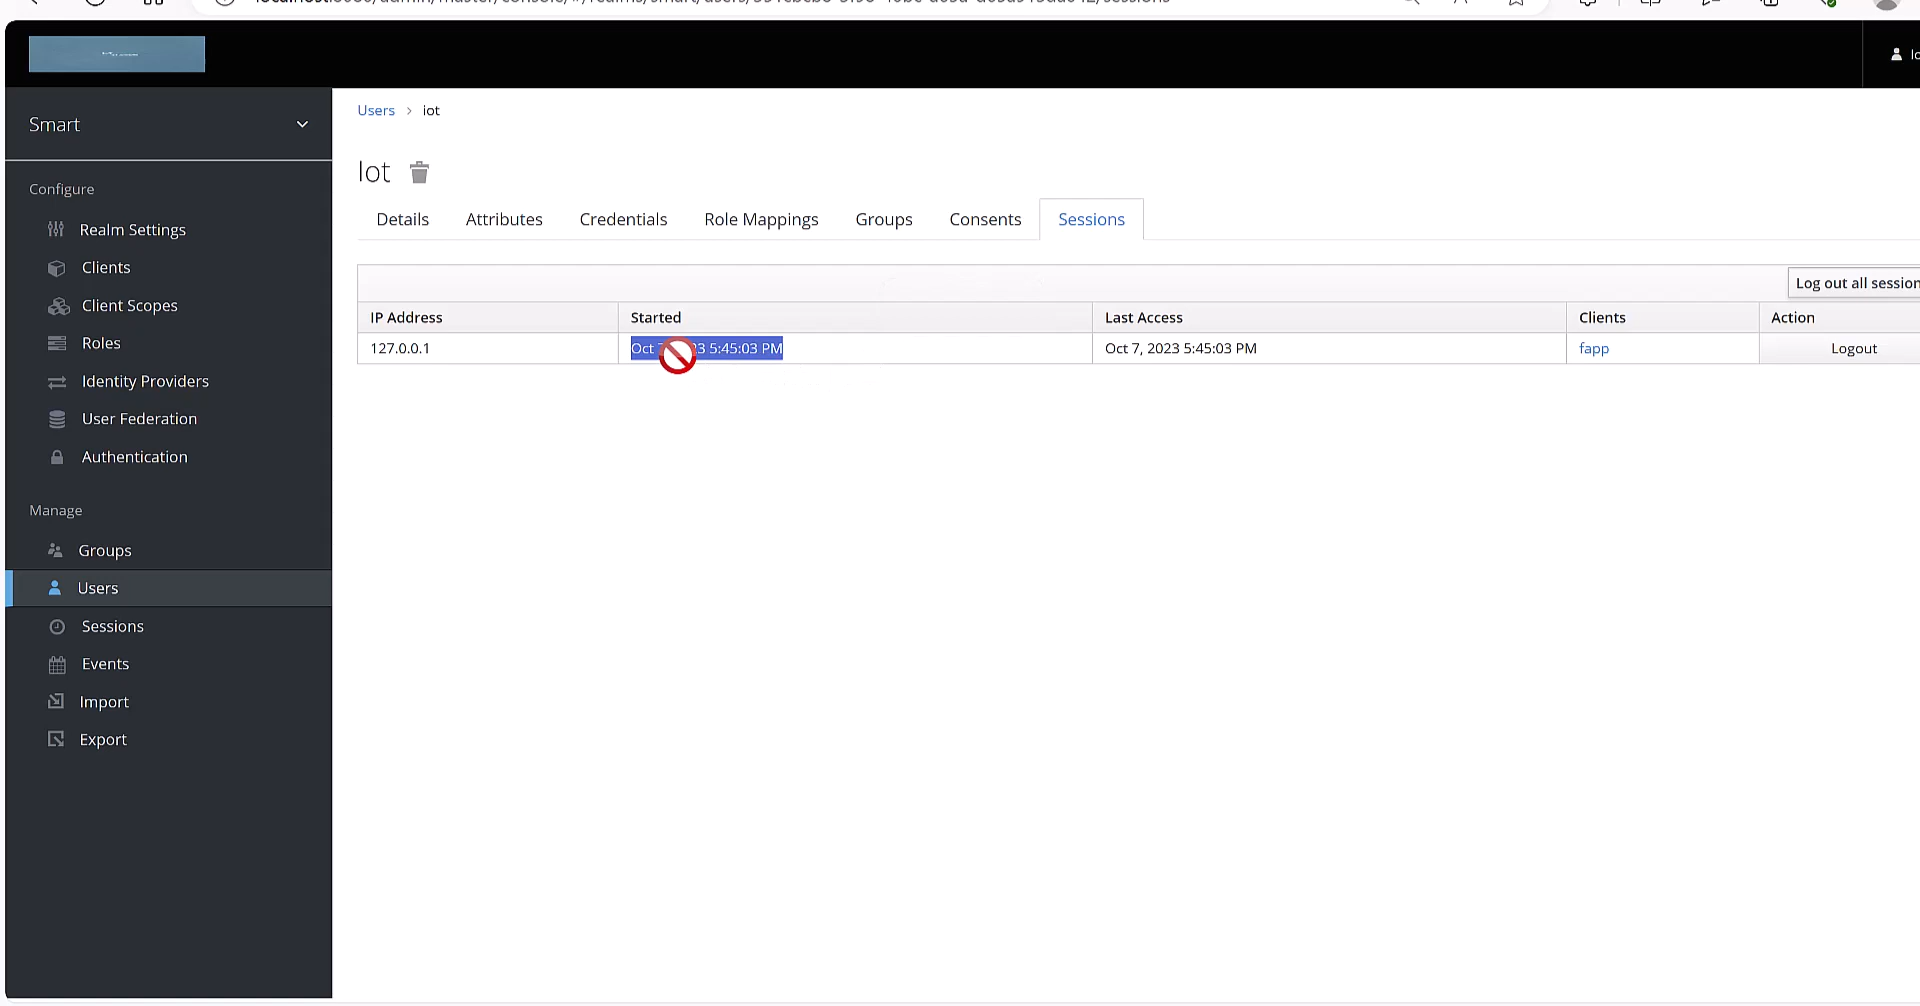 Smart
Configure
Realm Settings
Clients
Client Scopes
Roles
Identity Providers
User Federation
Authentication
Manage
Groups
Users
Sessions
Events
Import
Export
Users > iot
Iot
Details Attributes Credentials Role Mappings Groups Consents Sessions
Log out all session
IP Address Started Last Access Clients Action
127.0.0.1 Oct 3 5:45:03 PM Oct 7, 2023 5:45:03 PM fapp Logout